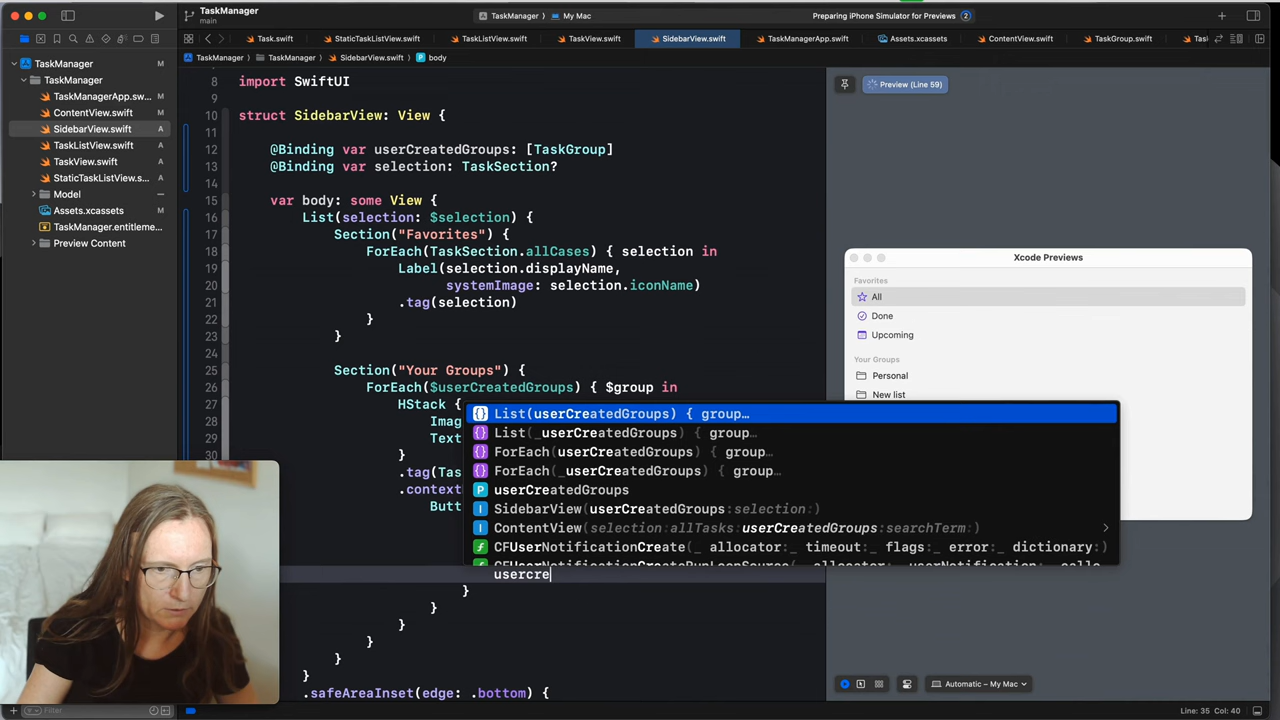 TaskManager
main
TaskManager
My Mac
Preparing iPhone Simulator for Previews
2
Task.swift
StaticTaskListView.swift
TaskListView.swift
TaskView.swift
SidebarView.swift
TaskManagerApp.swift
Assets.xcassets
ContentView.swift
TaskGroup.swift
TaskManager
TaskManager
SidebarView.swift
P body
TaskManager M
TaskManager
TaskManagerApp.sw... M
ContentView.swift M
SidebarView.swift A
TaskListView.swift A
TaskView.swift A
StaticTaskListView.s... A
Model
Assets.xcassets M
TaskManager.entitleme...
Preview Content
Filter
8 import SwiftUI
9
10 struct SidebarView: View {
11
12 @Binding var userCreatedGroups: [TaskGroup]
13 @Binding var selection: TaskSection?
14
15 var body: some View {
16 List(selection: $selection) {
17 Section("Favorites") {
18 ForEach(TaskSection.allCases) { selection in
19 Label(selection.displayName,
20 systemImage: selection.iconName)
21 .tag(selection)
22 }
23 }
24
25 Section("Your Groups") {
26 ForEach($userCreatedGroups) { $group in
27 HStack {
28 Imag
29 Text
30 }
.tag(Tas
.context
Butt
usercre
}
}
}
}
}
}
.safeAreaInset(edge: .bottom) {
{} List(userCreatedGroups) { group...
{} List(_userCreatedGroups) { group...
{} ForEach(userCreatedGroups) { group...
{} ForEach(_userCreatedGroups) { group...
P userCreatedGroups
I SidebarView(userCreatedGroups:selection:)
I ContentView(selection:allTasks:userCreatedGroups:searchTerm:)
f CFUserNotificationCreate(_ allocator:_ timeout:_ flags:_ error:_ dictionary:)
Preview (Line 59)
Xcode Previews
Favorites
All
Done
Upcoming
Your Groups
Personal
New list
Automatic – My Mac
Line: 35 Col: 40